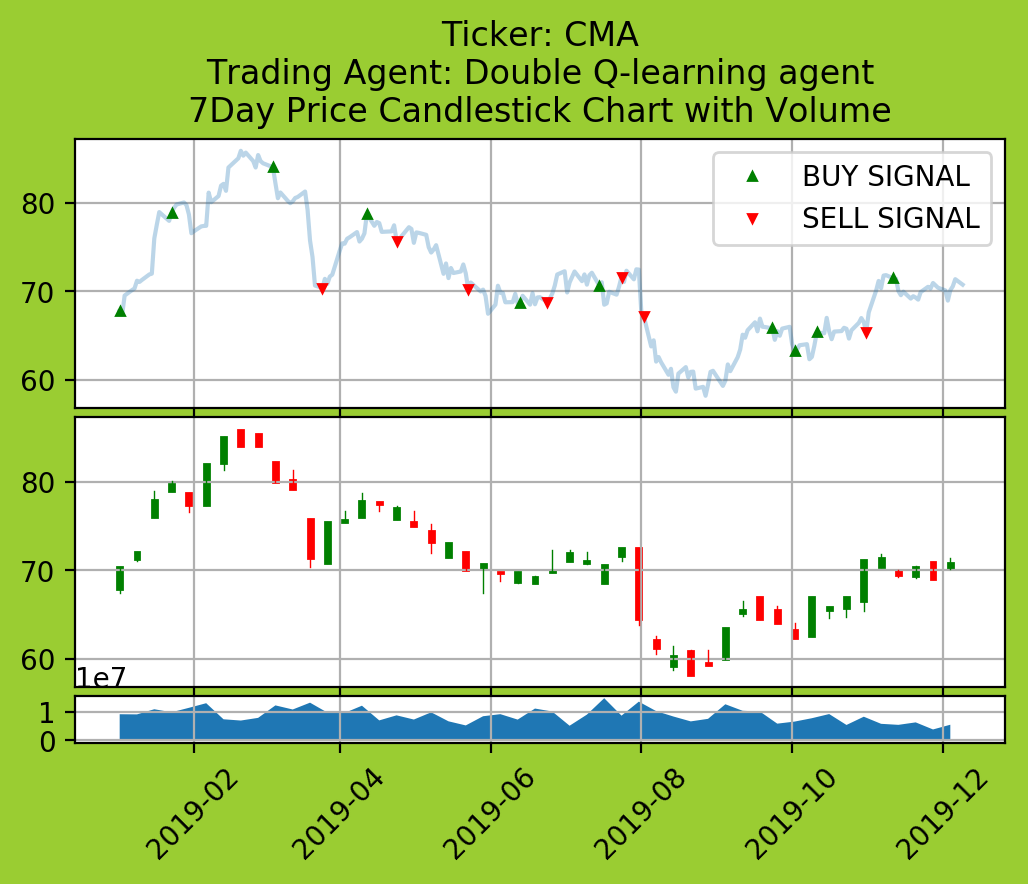 Ticker: CMA
Trading Agent: Double Q-learning agent
7Day Price Candlestick Chart with Volume
BUY SIGNAL
SELL SIGNAL
80
70
60
80
70
60
1e7
1
0
2019-02
2019-04
2019-06
2019-08
2019-10
2019-12